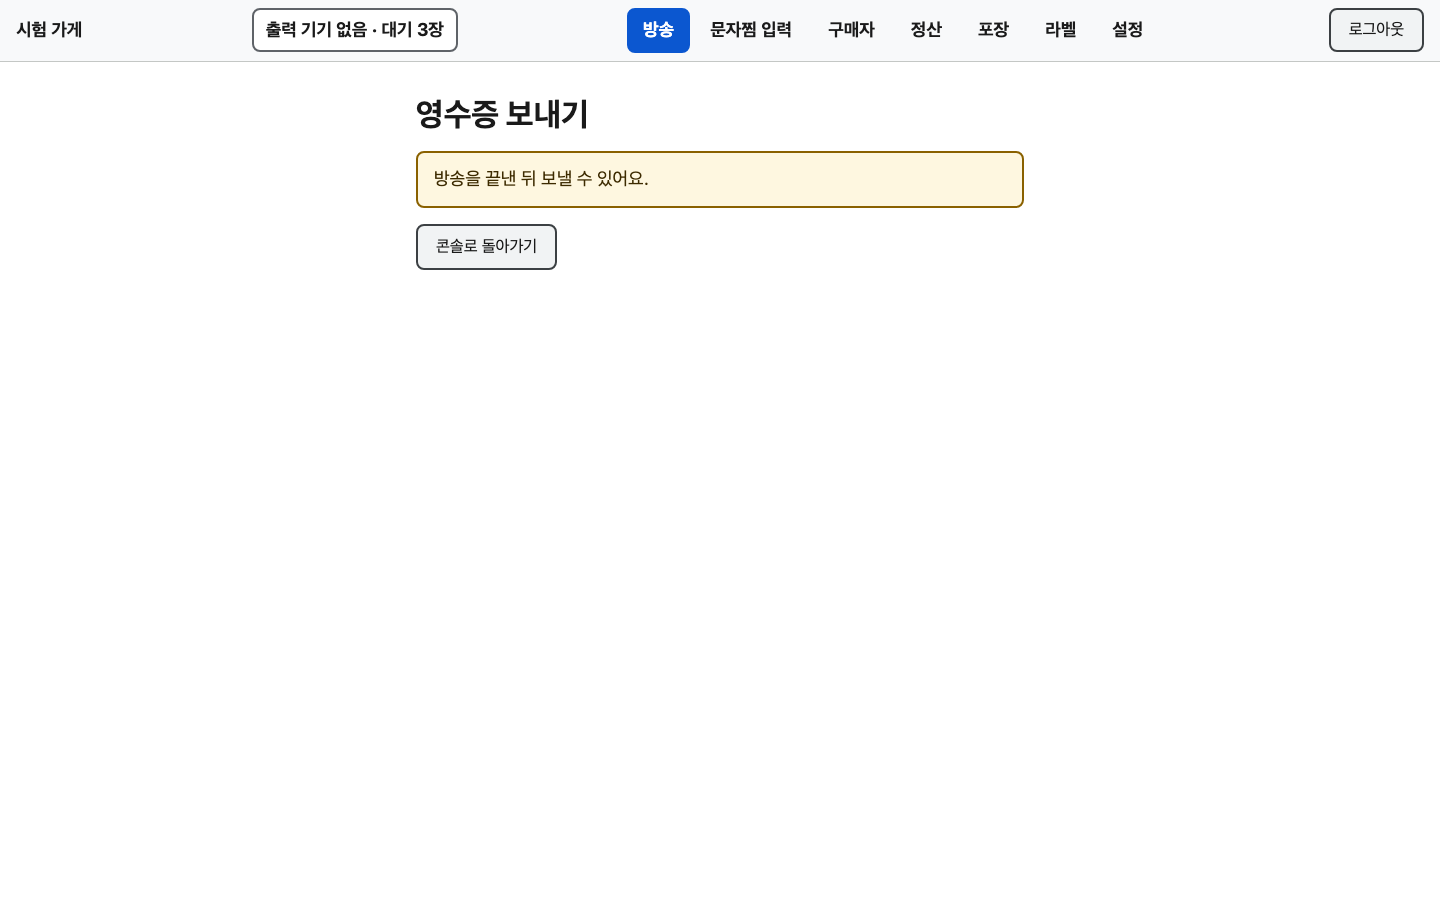 시험 가게
출력 기기 없음 · 대기 3장
방송
문자찜 입력
구매자
정산
포장
라벨
설정
로그아웃
영수증 보내기
방송을 끝낸 뒤 보낼 수 있어요.
콘솔로 돌아가기